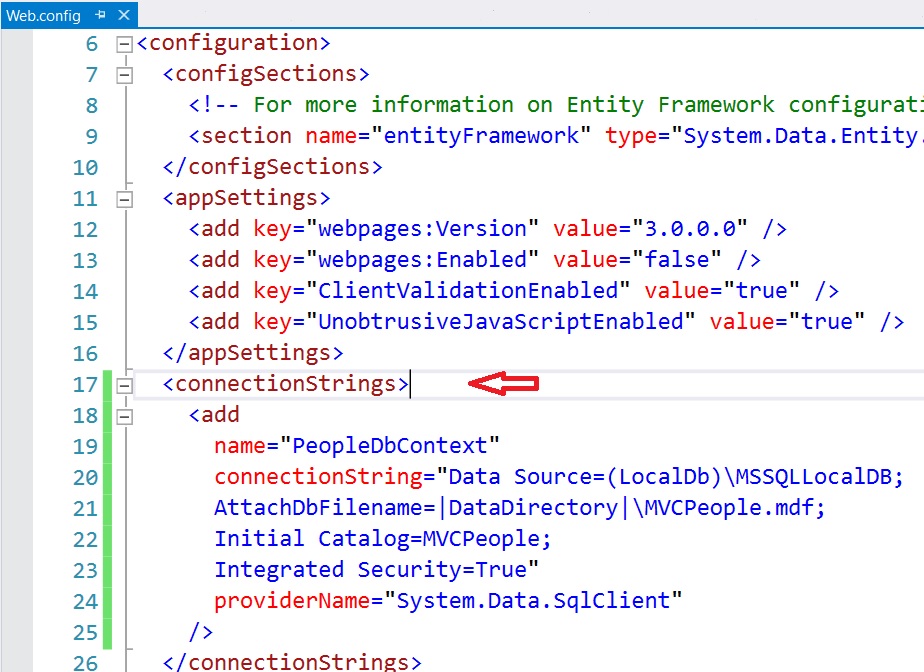 Web.config
6 <configuration>
7 <configSections>
8 <!-- For more information on Entity Framework configurati
9 <section name="entityFramework" type="System.Data.Entity.
10 </configSections>
11 <appSettings>
12 <add key="webpages:Version" value="3.0.0.0" />
13 <add key="webpages:Enabled" value="false" />
14 <add key="ClientValidationEnabled" value="true" />
15 <add key="UnobtrusiveJavaScriptEnabled" value="true" />
16 </appSettings>
17 <connectionStrings>
18 <add
19 name="PeopleDbContext"
20 connectionString="Data Source=(LocalDb)\MSSQLLocalDB;
21 AttachDbFilename=|DataDirectory|\MVCPeople.mdf;
22 Initial Catalog=MVCPeople;
23 Integrated Security=True"
24 providerName="System.Data.SqlClient"
25 />
26 </connectionStrings>